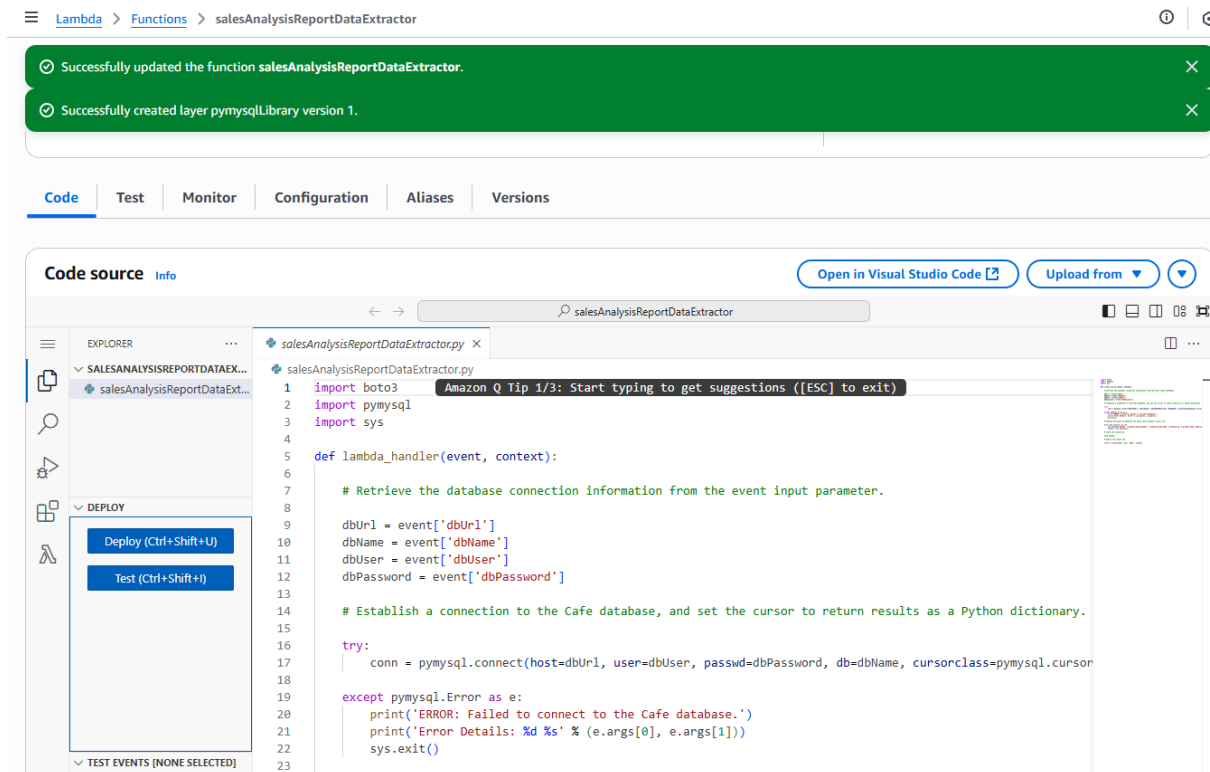 Lambda > Functions > salesAnalysisReportDataExtractor
Successfully updated the function salesAnalysisReportDataExtractor.
Successfully created layer pymysqlLibrary version 1.
Code Test Monitor Configuration Aliases Versions
Code source Info Open in Visual Studio Code Upload from
salesAnalysisReportDataExtractor
EXPLORER ... salesAnalysisReportDataExtractor.py
SALESANALYSISREPORTDATAEX...
salesAnalysisReportDataExt...
DEPLOY
Deploy (Ctrl+Shift+U)
Test (Ctrl+Shift+I)
TEST EVENTS [NONE SELECTED]
salesAnalysisReportDataExtractor.py
1 import boto3 Amazon Q Tip 1/3: Start typing to get suggestions ([ESC] to exit)
2 import pymysql
3 import sys
4
5 def lambda_handler(event, context):
6
7 # Retrieve the database connection information from the event input parameter.
8
9 dbUrl = event['dbUrl']
10 dbName = event['dbName']
11 dbUser = event['dbUser']
12 dbPassword = event['dbPassword']
13
14 # Establish a connection to the Cafe database, and set the cursor to return results as a Python dictionary.
15
16 try:
17 conn = pymysql.connect(host=dbUrl, user=dbUser, passwd=dbPassword, db=dbName, cursorclass=pymysql.cursor
18
19 except pymysql.Error as e:
20 print('ERROR: Failed to connect to the Cafe database.')
21 print('Error Details: %d %s' % (e.args[0], e.args[1]))
22 sys.exit()
23